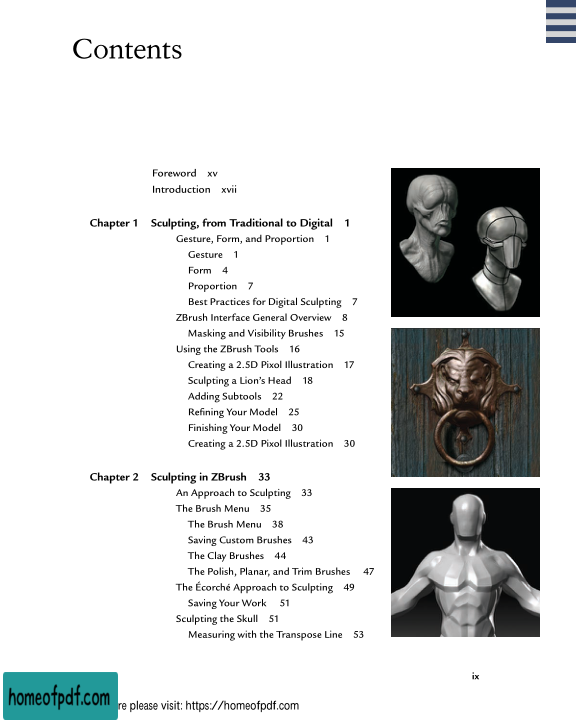 Contents
Foreword xv
Introduction xvii
Chapter 1 Sculpting, from Traditional to Digital 1
Gesture, Form, and Proportion 1
Gesture 1
Form 4
Proportion 7
Best Practices for Digital Sculpting 7
ZBrush Interface General Overview 8
Masking and Visibility Brushes 15
Using the ZBrush Tools 16
Creating a 2.5D Pixol Illustration 17
Sculpting a Lion's Head 18
Adding Subtools 22
Refining Your Model 25
Finishing Your Model 30
Creating a 2.5D Pixol Illustration 30
Chapter 2 Sculpting in ZBrush 33
An Approach to Sculpting 33
The Brush Menu 35
The Brush Menu 38
Saving Custom Brushes 43
The Clay Brushes 44
The Polish, Planar, and Trim Brushes 47
The Écorché Approach to Sculpting 49
Saving Your Work 51
Sculpting the Skull 51
Measuring with the Transpose Line 53
ix
homeofpdf.com
re please visit: https://homeofpdf.com